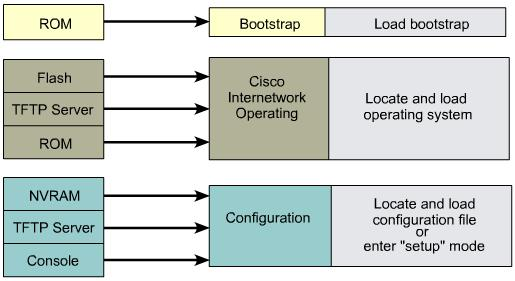 ROM
Bootstrap
Load bootstrap
Flash
TFTP Server
ROM
Cisco
Internetwork
Operating
Locate and load
operating system
NVRAM
TFTP Server
Console
Configuration
Locate and load
configuration file
or
enter "setup" mode